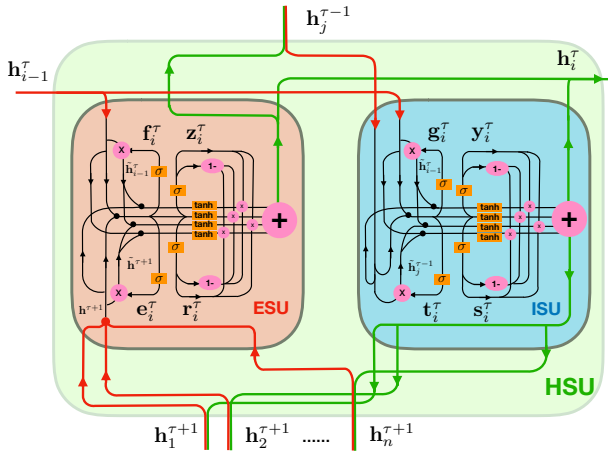 h_j^{τ−1}
h_{i−1}^τ
h_i^τ
f_i^τ z_i^τ g_i^τ y_i^τ
x 1- x 1-
h̃_{i−1}^τ σ σ h̃_{i−1}^τ σ σ
tanh x tanh x
tanh x tanh x
tanh x + tanh x +
tanh x tanh x
σ σ
h̃^{τ+1} h̃_j^{τ−1}
σ 1- σ 1-
h^{τ+1} x x
e_i^τ r_i^τ ESU t_i^τ s_i^τ ISU
HSU
h_1^{τ+1} h_2^{τ+1} ...... h_n^{τ+1}